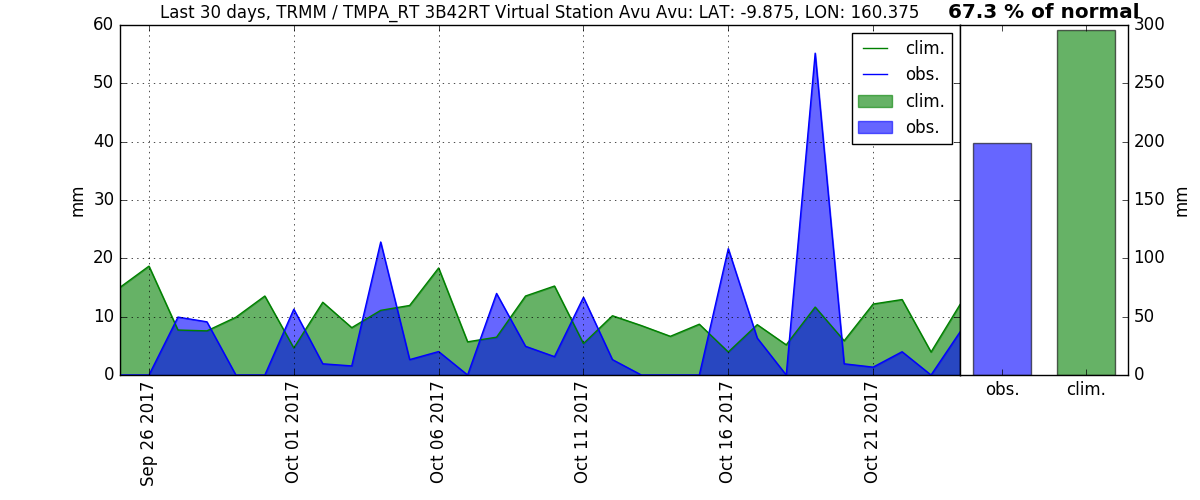 Last 30 days, TRMM / TMPA_RT 3B42RT Virtual Station Avu Avu: LAT: -9.875, LON: 160.375
67.3 % of normal
60
50
40
30
20
10
0
mm
clim.
obs.
clim.
obs.
300
250
200
150
100
50
0
mm
Sep 26 2017
Oct 01 2017
Oct 06 2017
Oct 11 2017
Oct 16 2017
Oct 21 2017
obs.
clim.